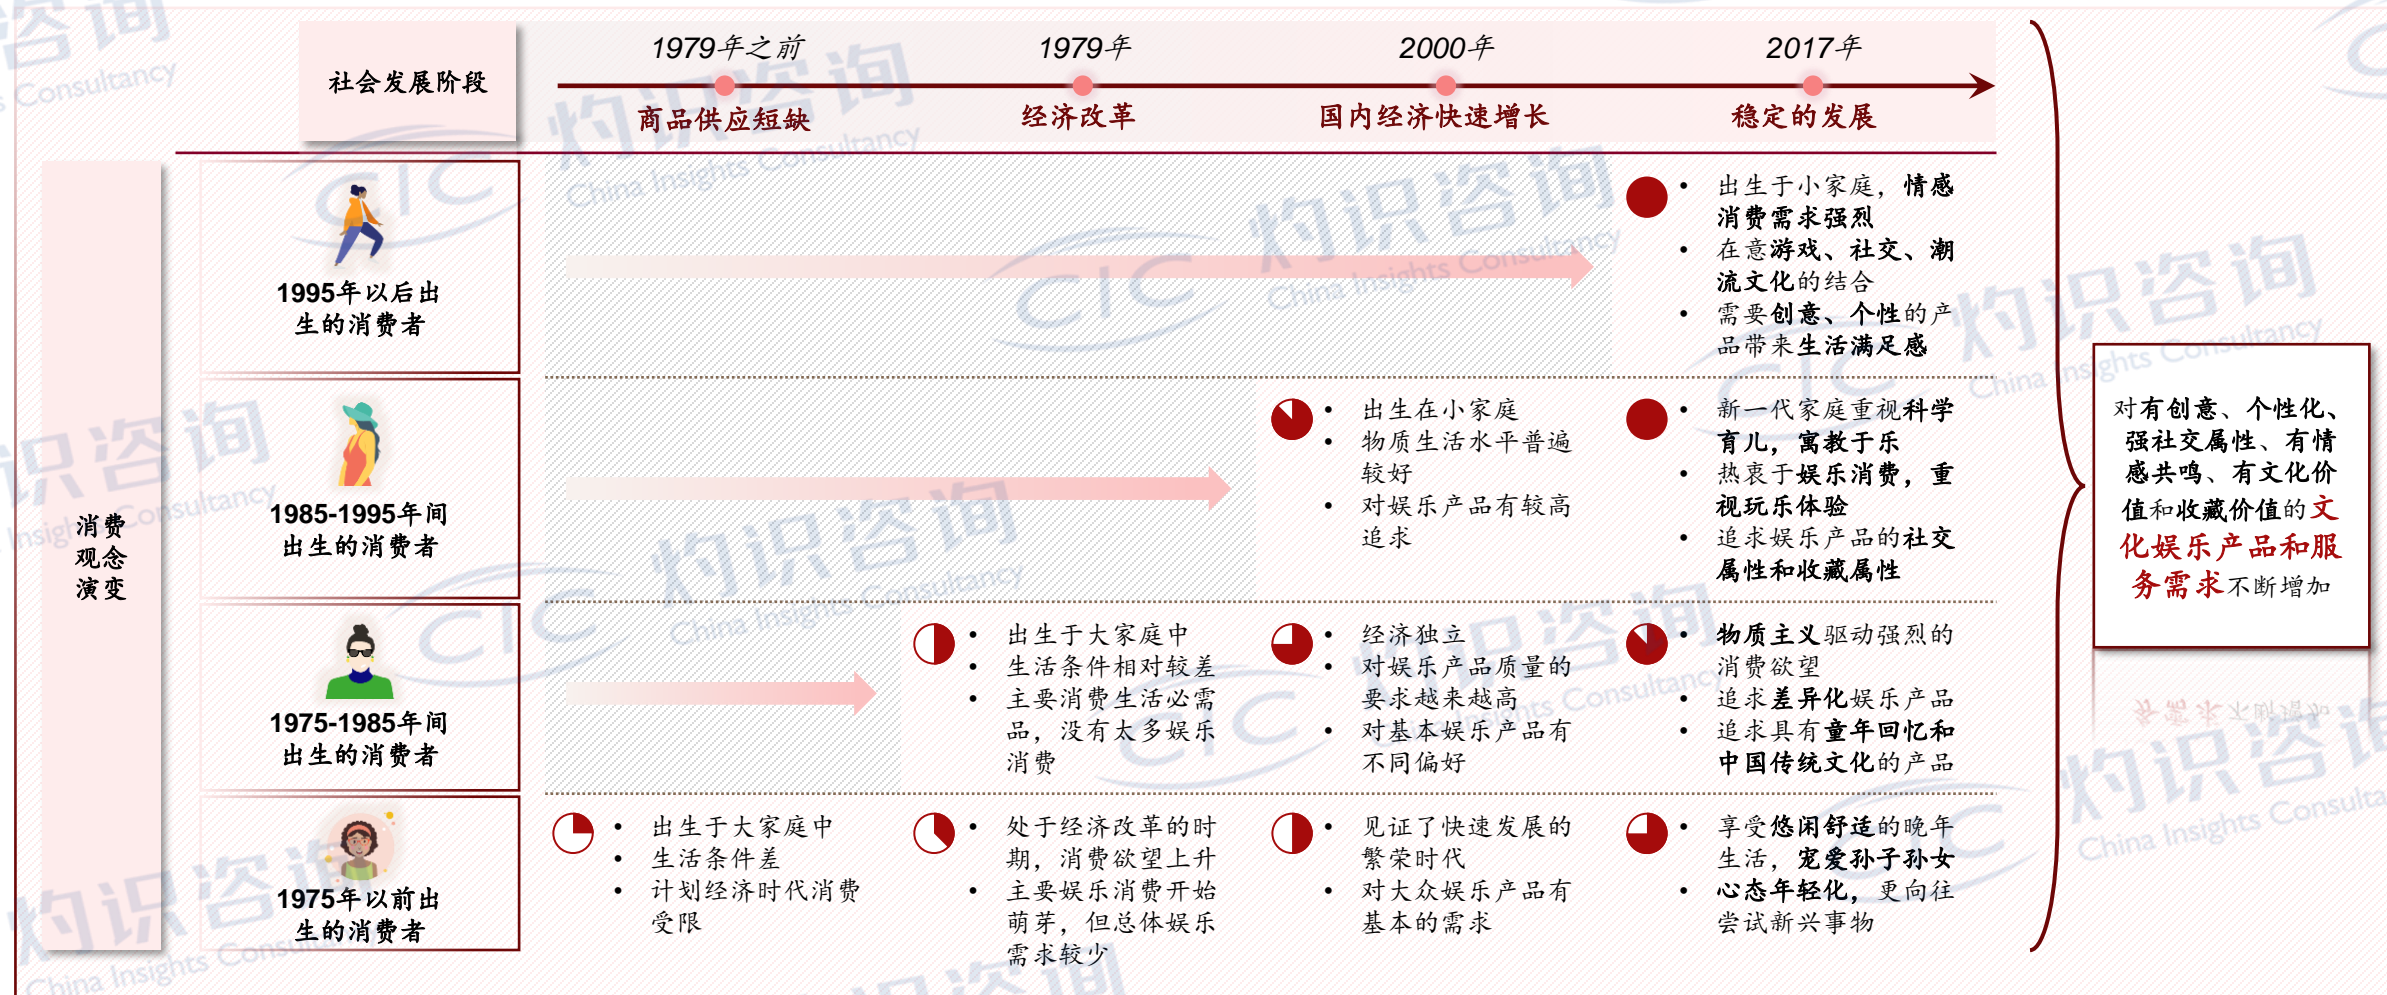 社会发展阶段
1979年之前
1979年
2000年
2017年
商品供应短缺
经济改革
国内经济快速增长
稳定的发展
消费
观念
演变
1995年以后出
生的消费者
• 出生于小家庭，情感
消费需求强烈
• 在意游戏、社交、潮
流文化的结合
• 需要创意、个性的产
品带来生活满足感
1985-1995年间
出生的消费者
• 出生在小家庭
• 物质生活水平普遍
较好
• 对娱乐产品有较高
追求
• 新一代家庭重视科学
育儿，寓教于乐
• 热衷于娱乐消费，重
视玩乐体验
• 追求娱乐产品的社交
属性和收藏属性
1975-1985年间
出生的消费者
• 出生于大家庭中
• 生活条件相对较差
• 主要消费生活必需
品，没有太多娱乐
消费
• 经济独立
• 对娱乐产品质量的
要求越来越高
• 对基本娱乐产品有
不同偏好
• 物质主义驱动强烈的
消费欲望
• 追求差异化娱乐产品
• 追求具有童年回忆和
中国传统文化的产品
1975年以前出
生的消费者
• 出生于大家庭中
• 生活条件差
• 计划经济时代消费
受限
• 处于经济改革的时
期，消费欲望上升
• 主要娱乐消费开始
萌芽，但总体娱乐
需求较少
• 见证了快速发展的
繁荣时代
• 对大众娱乐产品有
基本的需求
• 享受悠闲舒适的晚年
生活，宠爱孙子孙女
• 心态年轻化，更向往
尝试新兴事物
对有创意、个性化、
强社交属性、有情
感共鸣、有文化价
值和收藏价值的文
化娱乐产品和服
务需求不断增加
CIC
灼识咨询
China Insights Consultancy